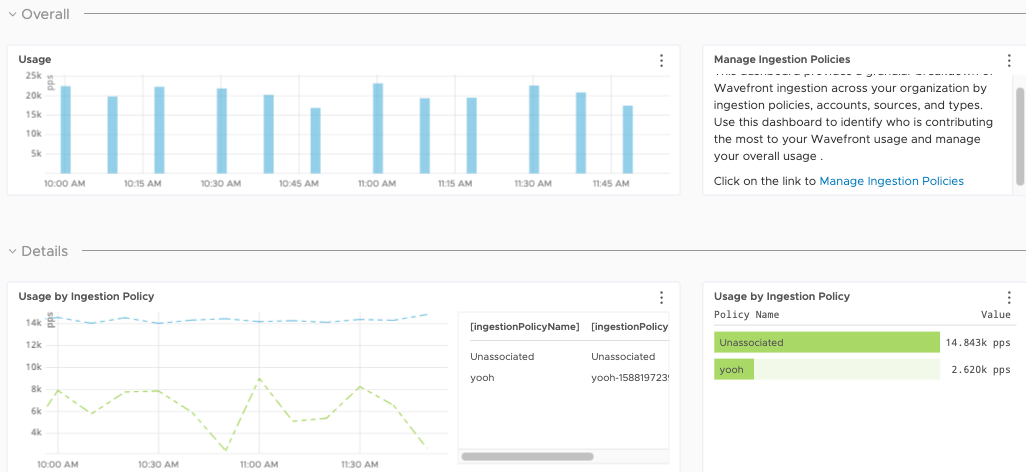 Overall
Usage
25k
20k
15k
10k
5k
pps
10:00 AM 10:15 AM 10:30 AM 10:45 AM 11:00 AM 11:15 AM 11:30 AM 11:45 AM
Manage Ingestion Policies
This dashboard provides a granular breakdown of
Wavefront ingestion across your organization by
ingestion policies, accounts, sources, and types.
Use this dashboard to identify who is contributing
the most to your Wavefront usage and manage
your overall usage .
Click on the link to Manage Ingestion Policies
Details
Usage by Ingestion Policy
14k
12k
10k
8k
6k
4k
pps
10:00 AM 10:30 AM 11:00 AM 11:30 AM
[ingestionPolicyName] [ingestionPolicy
Unassociated Unassociated
yooh yooh-1588197239
Usage by Ingestion Policy
Policy Name Value
Unassociated 14.843k pps
yooh 2.620k pps